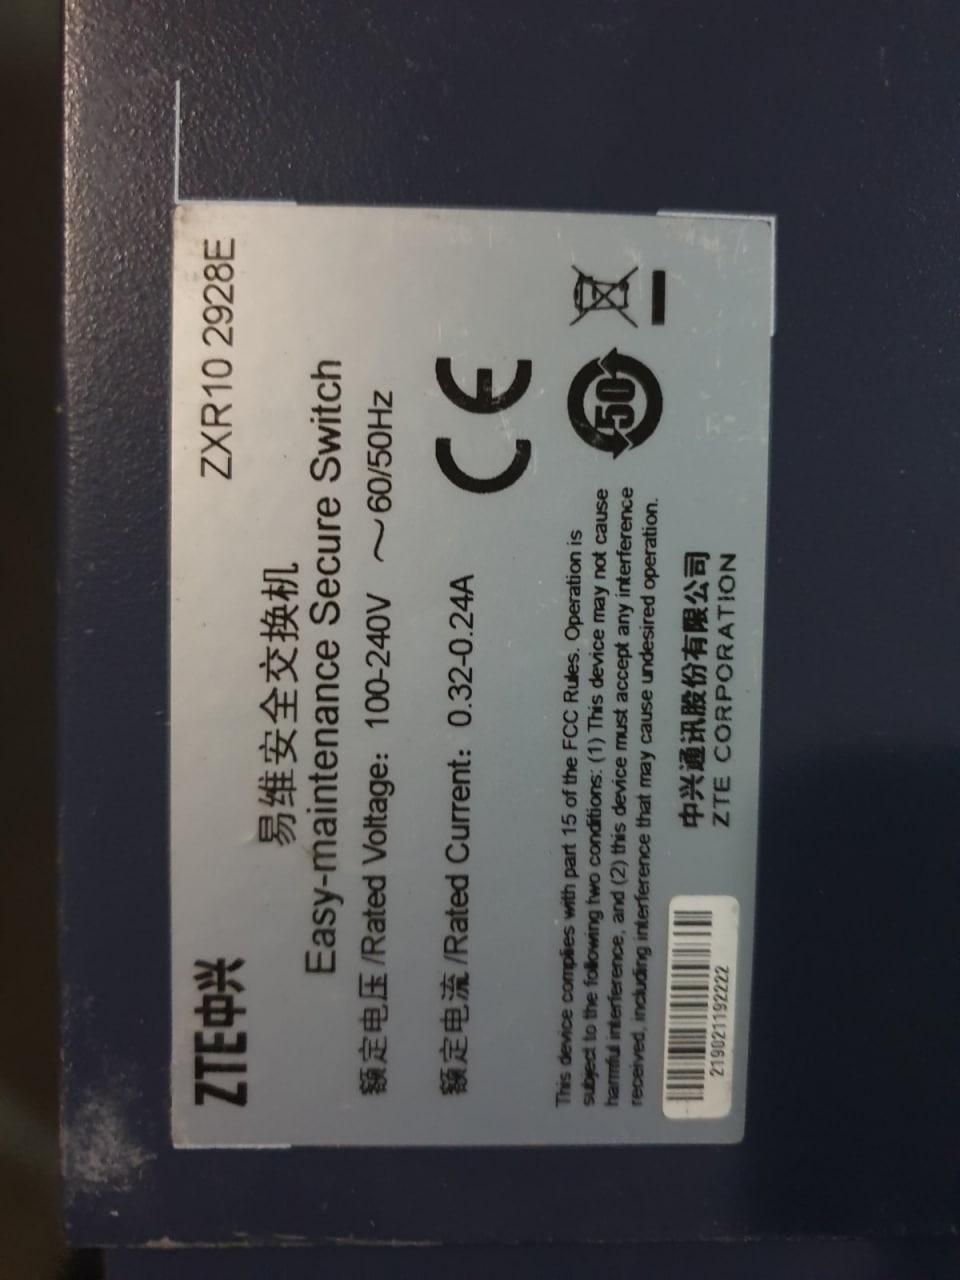 ZTE中兴 ZXR10 2928E
易维安全交换机
Easy-maintenance Secure Switch
额定电压/Rated Voltage: 100-240V ～60/50Hz
额定电流/Rated Current: 0.32-0.24A
CE
This device complies with part 15 of the FCC Rules. Operation is
subject to the following two conditions: (1) This device may not cause
harmful interference, and (2) this device must accept any interference
received, including interference that may cause undesired operation.
50
中兴通讯股份有限公司
ZTE CORPORATION
219021192222